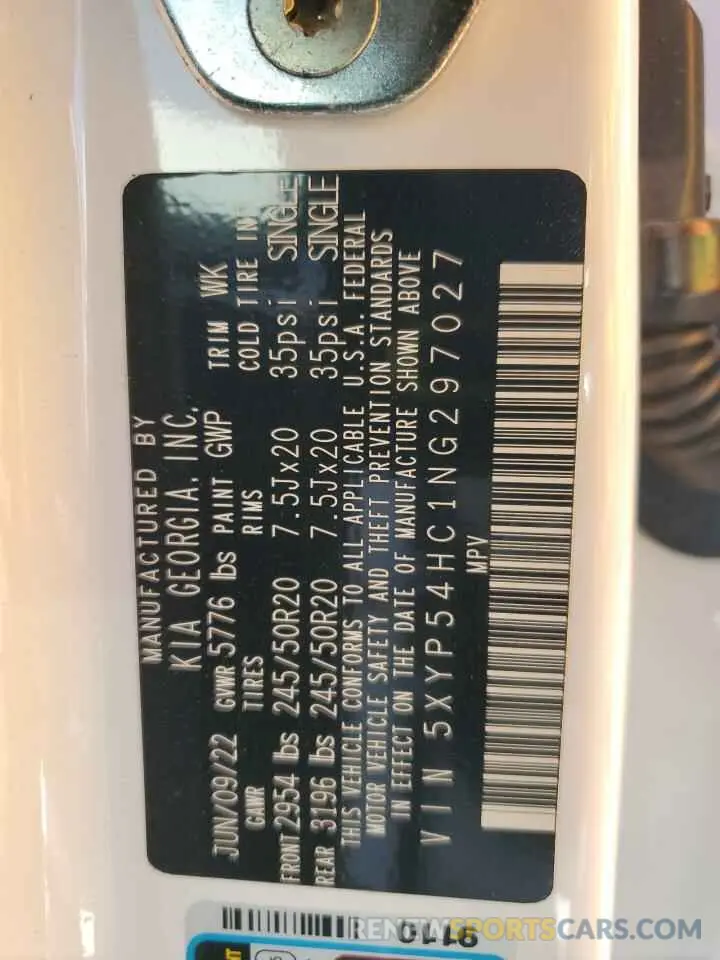 MANUFACTURED BY
KIA GEORGIA, INC.
JUN/09/22 GVWR 5776 lbs PAINT GWP TRIM WK
GAWR TIRES RIMS COLD TIRE IN
FRONT 2954 lbs 245/50R20 7.5Jx20 35psi SINGLE
REAR 3196 lbs 245/50R20 7.5Jx20 35psi SINGLE
THIS VEHICLE CONFORMS TO ALL APPLICABLE U.S.A. FEDERAL
MOTOR VEHICLE SAFETY AND THEFT PREVENTION STANDARDS
IN EFFECT ON THE DATE OF MANUFACTURE SHOWN ABOVE
VIN 5XYP54HC1NG297027
MPV
RENEWSPORTSCARS.COM